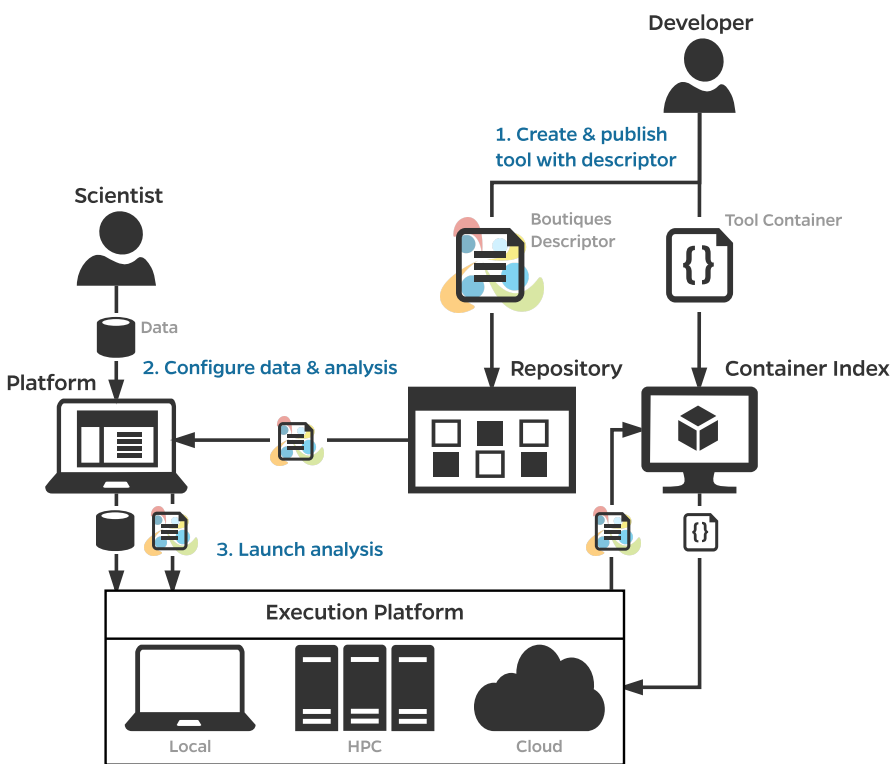 Developer
1. Create & publish
tool with descriptor
Scientist
Boutiques
Descriptor
Tool Container
{}
Data
2. Configure data & analysis
Platform
Repository
Container Index
{}
3. Launch analysis
Execution Platform
Local
HPC
Cloud